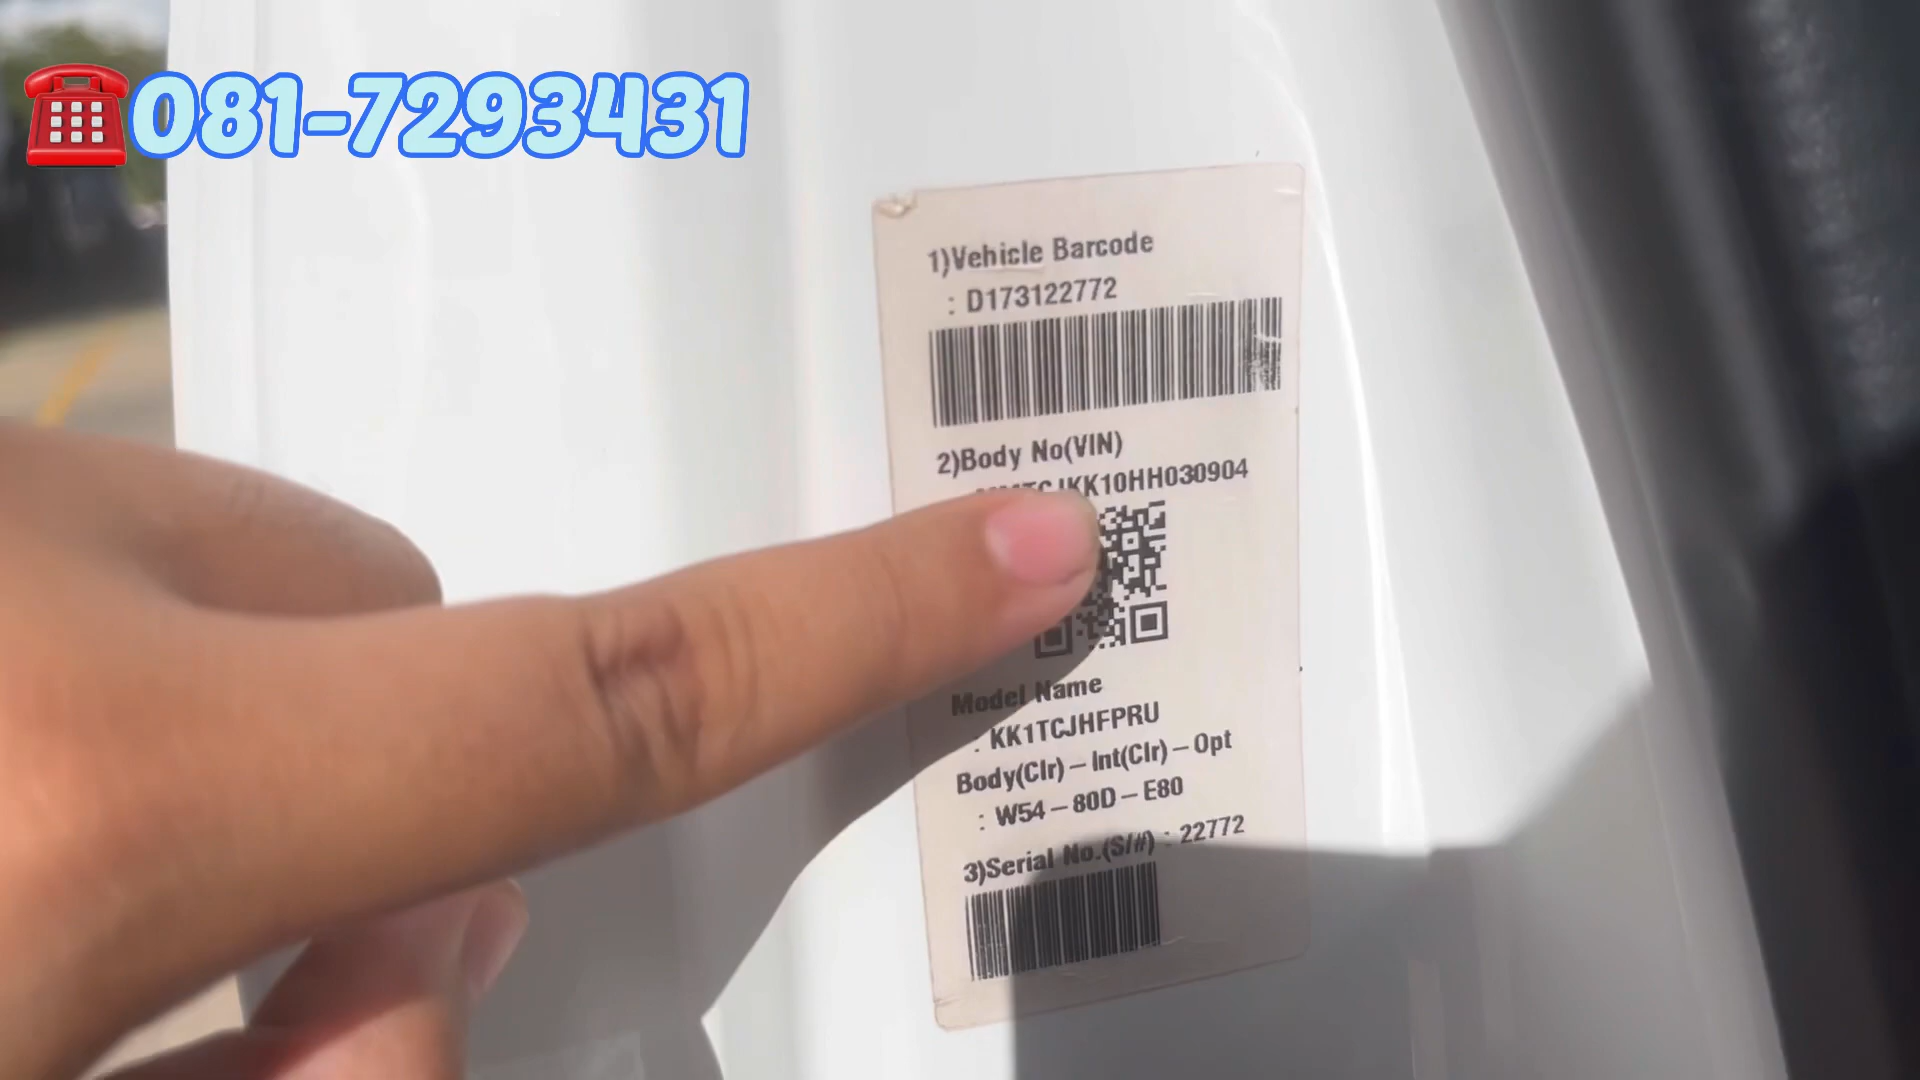 081-7293431
1)Vehicle Barcode
: D173122772
2)Body No(VIN)
Model Name
: KK1TCJHFPRU
Body(Clr) – Int(Clr) – Opt
: W54 – 80D – E80
3)Serial No.(S/#) : 22772